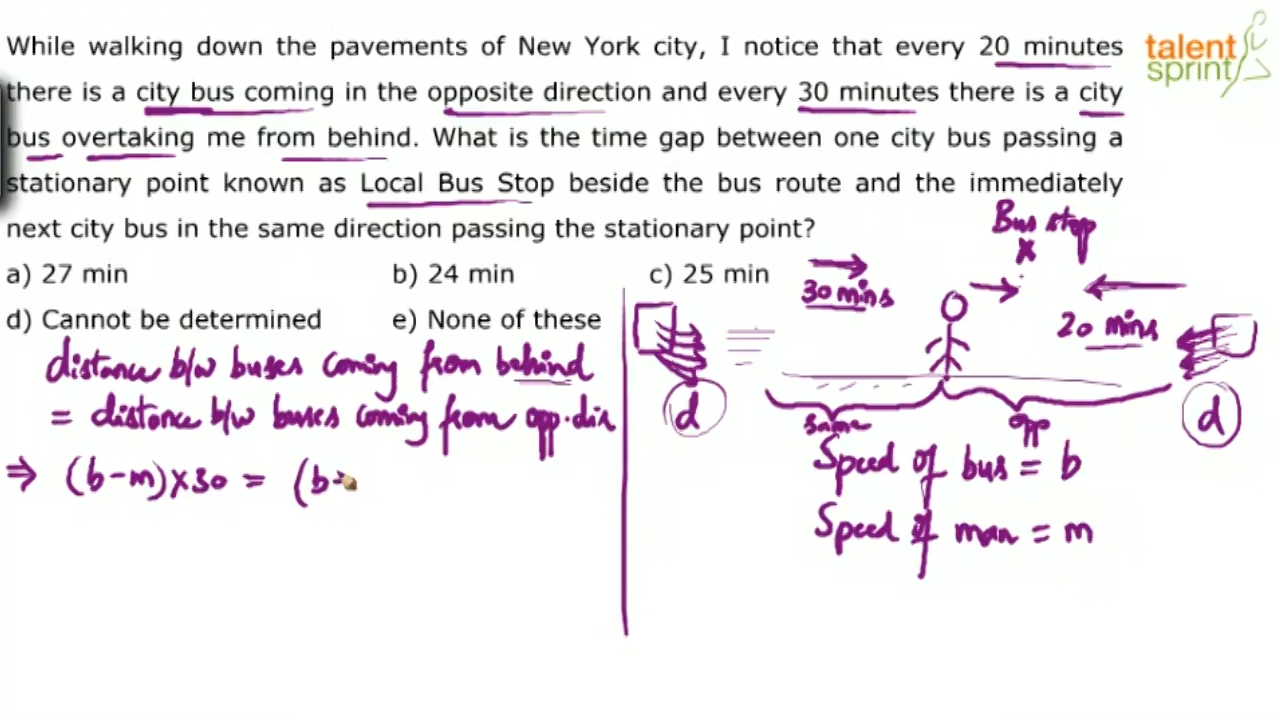 While walking down the pavements of New York city, I notice that every 20 minutes
there is a city bus coming in the opposite direction and every 30 minutes there is a city
bus overtaking me from behind. What is the time gap between one city bus passing a
stationary point known as Local Bus Stop beside the bus route and the immediately
next city bus in the same direction passing the stationary point?
talent
sprint
a) 27 min b) 24 min c) 25 min
d) Cannot be determined e) None of these
Bus stop
x
30 mins
20 mins
distance b/w buses coming from behind
= distance b/w buses coming from opp. dir
⇒ (b-m)×30 = (b
d
same
opp
d
Speed of bus = b
Speed of man = m